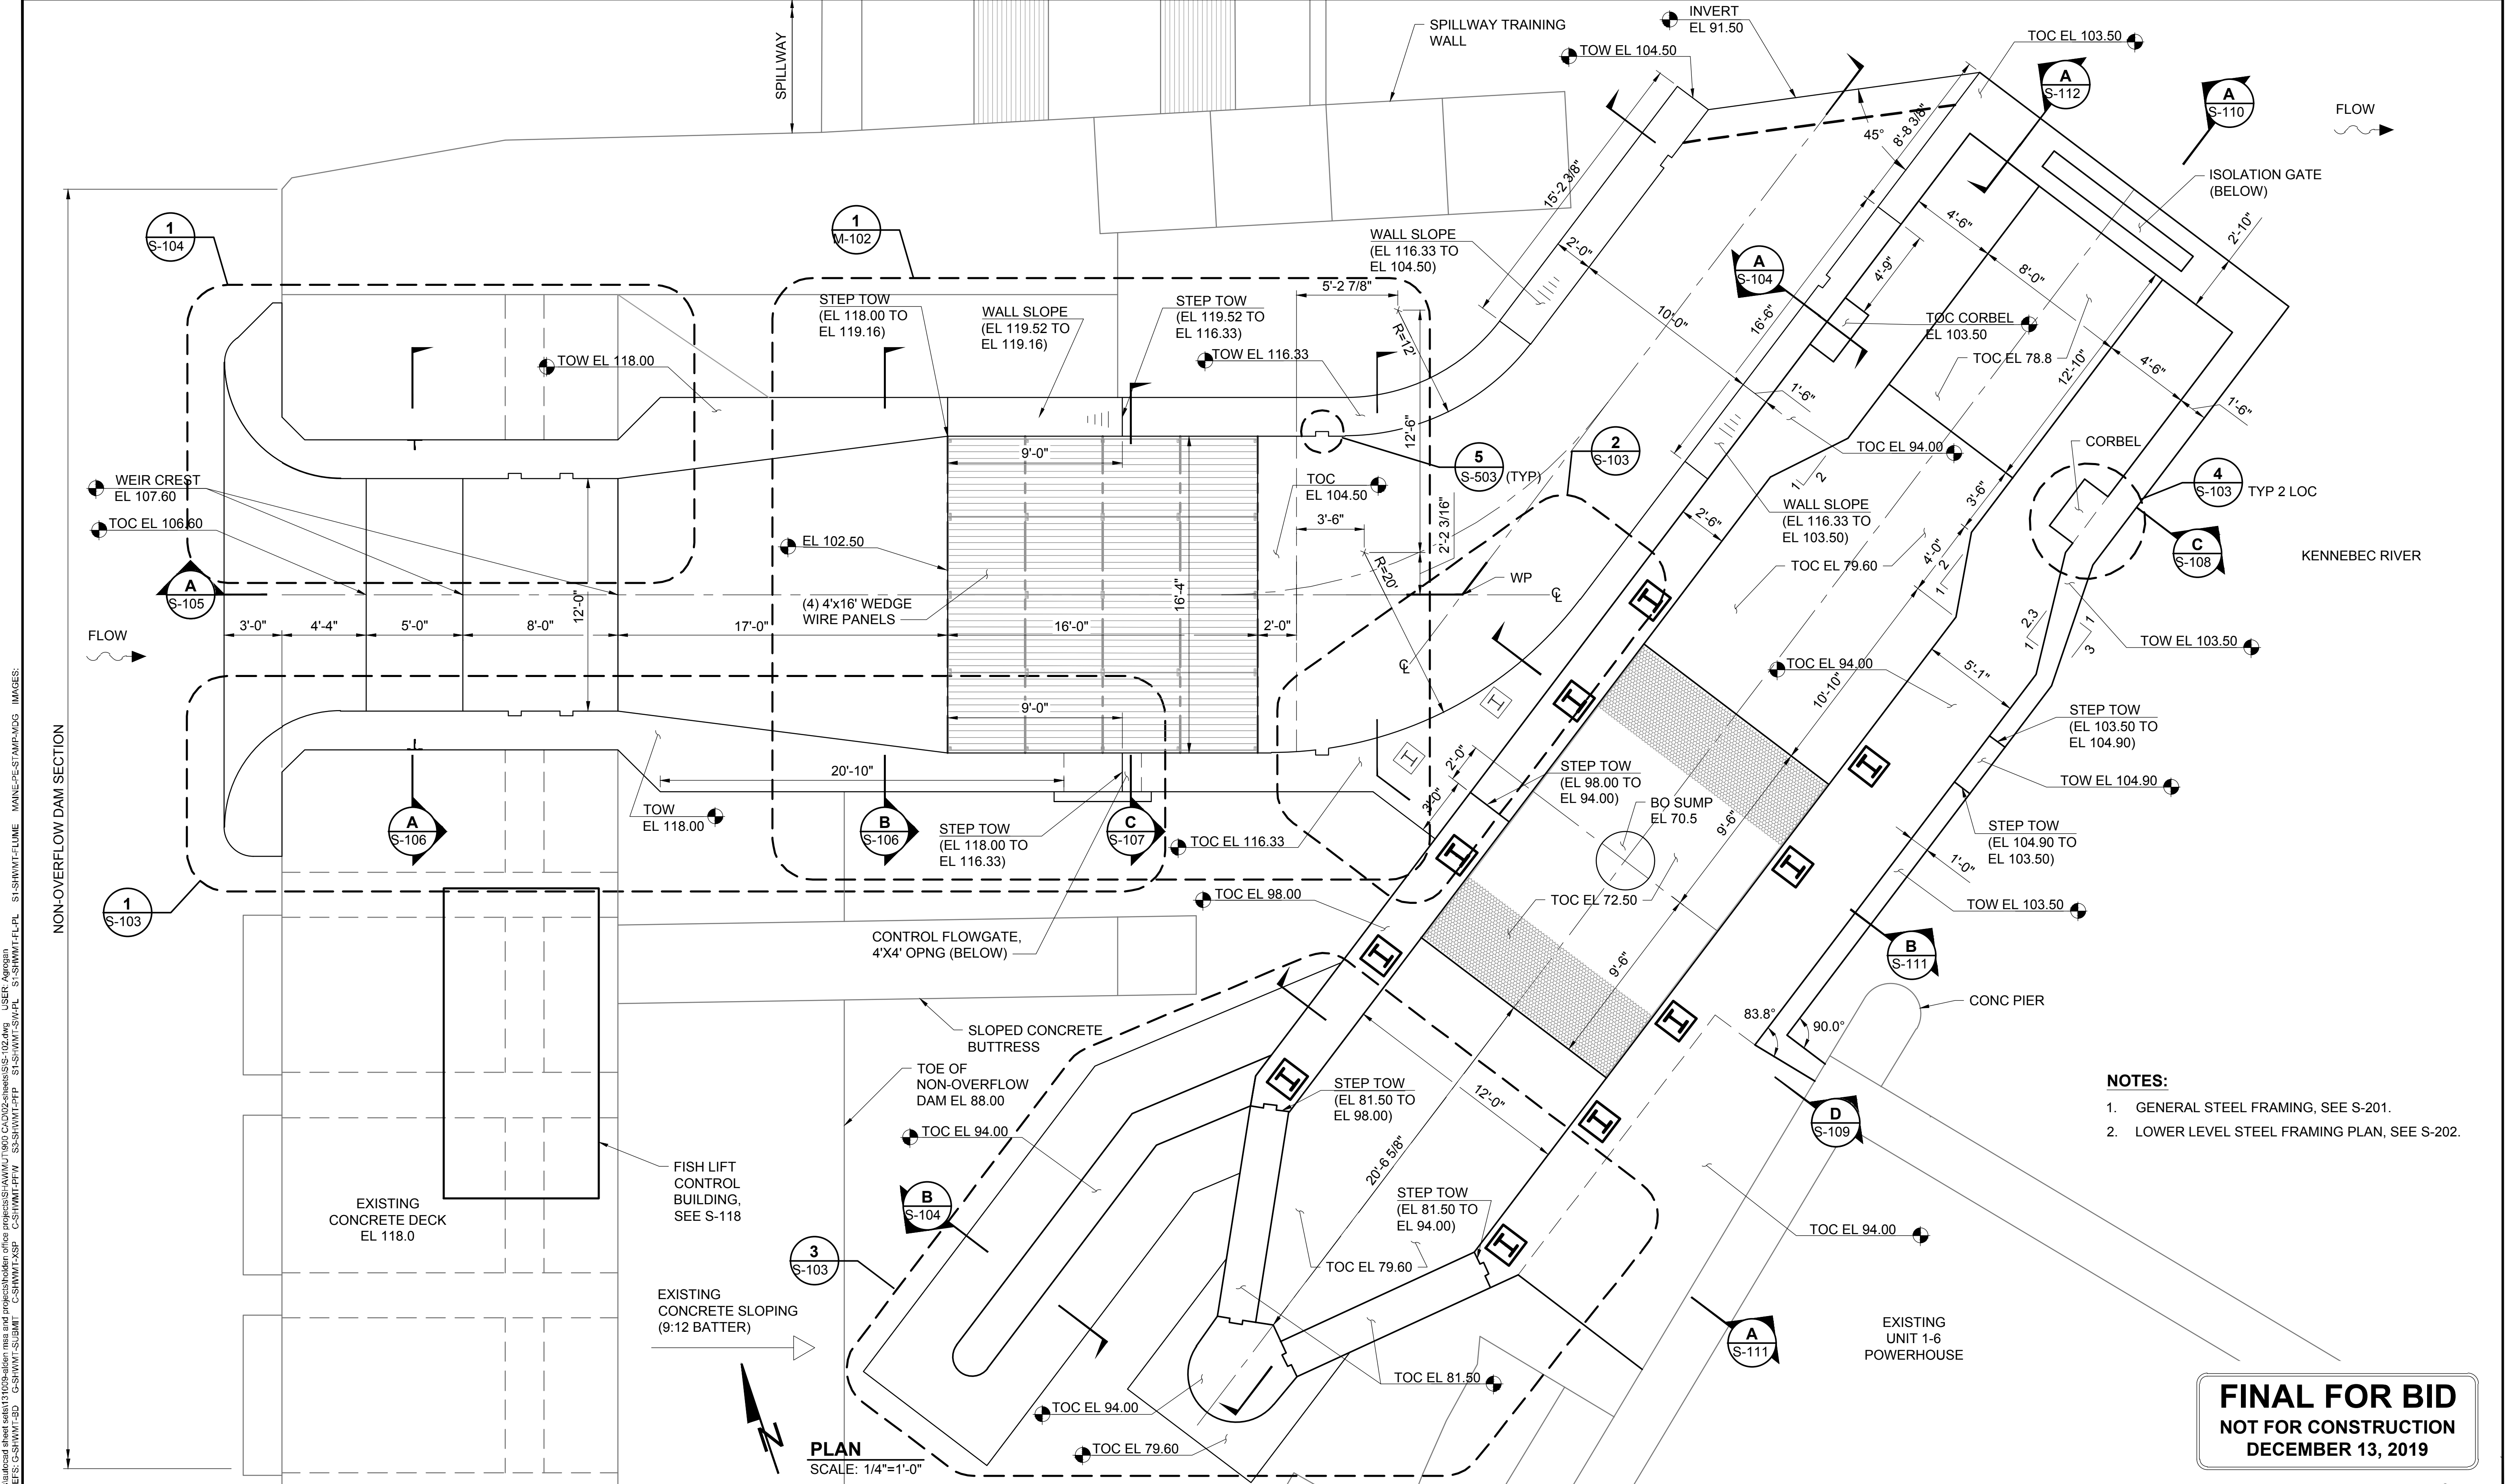 SPILLWAY
SPILLWAY TRAINING
WALL
INVERT
EL 91.50
TOW EL 104.50
TOC EL 103.50
A
S-112
A
S-110
FLOW
45°
8'-8 3/8"
15'-2 3/8"
ISOLATION GATE
(BELOW)
1
S-104
1
M-102
WALL SLOPE
(EL 116.33 TO
EL 104.50)
2'-0"
4'-6"
2'-10"
A
S-104
4'-9"
8'-0"
5'-2 7/8"
STEP TOW
(EL 118.00 TO
EL 119.16)
WALL SLOPE
(EL 119.52 TO
EL 119.16)
STEP TOW
(EL 119.52 TO
EL 116.33)
R=12'
10'-0"
16'-6"
TOC CORBEL
EL 103.50
TOW EL 118.00
TOW EL 116.33
TOC EL 78.8
12'-10"
4'-6"
1'-6"
1'-6"
12'-6"
9'-0"
5
S-503
(TYP)
2
S-103
TOC EL 94.00
CORBEL
4
S-103
TYP 2 LOC
WEIR CREST
EL 107.60
TOC
EL 104.50
1
2
3'-6"
TOC EL 106.60
3'-6"
2'-2 3/16"
2'-6"
WALL SLOPE
(EL 116.33 TO
EL 103.50)
EL 102.50
4'-0"
C
S-108
KENNEBEC RIVER
R=20'
TOC EL 79.60
2
1
WP
A
S-105
12'-0"
(4) 4'x16' WEDGE
WIRE PANELS
16'-4"
℄
FLOW
3'-0"
4'-4"
5'-0"
8'-0"
17'-0"
16'-0"
2'-0"
2.3
1
1
3
TOW EL 103.50
℄
TOC EL 94.00
5'-1"
10'-10"
9'-0"
STEP TOW
(EL 103.50 TO
EL 104.90)
NON-OVERFLOW DAM SECTION
20'-10"
2'-0"
3'-0"
STEP TOW
(EL 98.00 TO
EL 94.00)
TOW EL 104.90
TOW
EL 118.00
BO SUMP
EL 70.5
9'-6"
A
S-106
B
S-106
STEP TOW
(EL 118.00 TO
EL 116.33)
C
S-107
TOC EL 116.33
STEP TOW
(EL 104.90 TO
EL 103.50)
1'-0"
1
S-103
TOC EL 98.00
TOC EL 72.50
TOW EL 103.50
CONTROL FLOWGATE,
4'X4' OPNG (BELOW)
9'-6"
B
S-111
CONC PIER
SLOPED CONCRETE
BUTTRESS
83.8°
90.0°
TOE OF
NON-OVERFLOW
DAM EL 88.00
STEP TOW
(EL 81.50 TO
EL 98.00)
12'-0"
D
S-109
NOTES:
1. GENERAL STEEL FRAMING, SEE S-201.
2. LOWER LEVEL STEEL FRAMING PLAN, SEE S-202.
TOC EL 94.00
20'-6 5/8"
FISH LIFT
CONTROL
BUILDING,
SEE S-118
EXISTING
CONCRETE DECK
EL 118.0
B
S-104
STEP TOW
(EL 81.50 TO
EL 94.00)
TOC EL 94.00
3
S-103
TOC EL 79.60
EXISTING
CONCRETE SLOPING
(9:12 BATTER)
A
S-111
EXISTING
UNIT 1-6
POWERHOUSE
TOC EL 81.50
TOC EL 94.00
N
PLAN
SCALE: 1/4"=1'-0"
TOC EL 79.60
FINAL FOR BID
NOT FOR CONSTRUCTION
DECEMBER 13, 2019